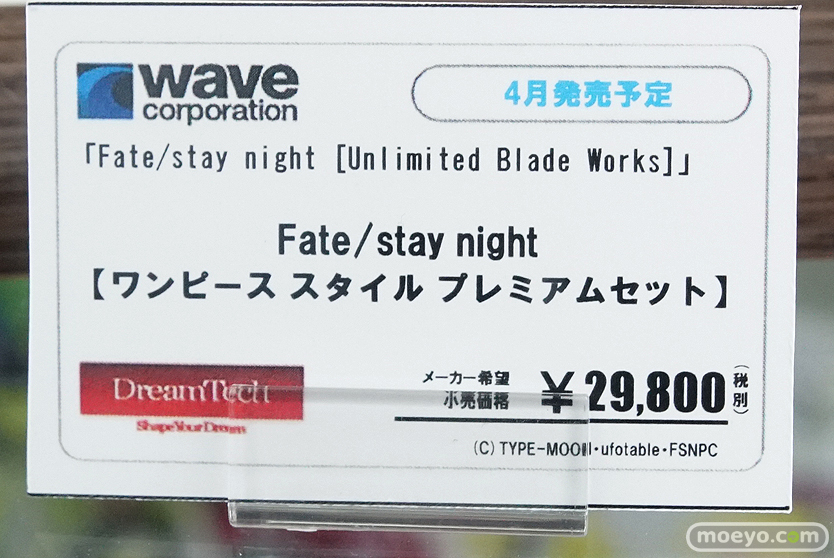 wave
corporation
4月発売予定
「Fate/stay night [Unlimited Blade Works]」
Fate/stay night
【ワンピース スタイル プレミアムセット】
DreamTech
Shape Your Dream
メーカー希望
小売価格
¥29,800
(税別)
(C)TYPE-MOON・ufotable・FSNPC
moeyo.com